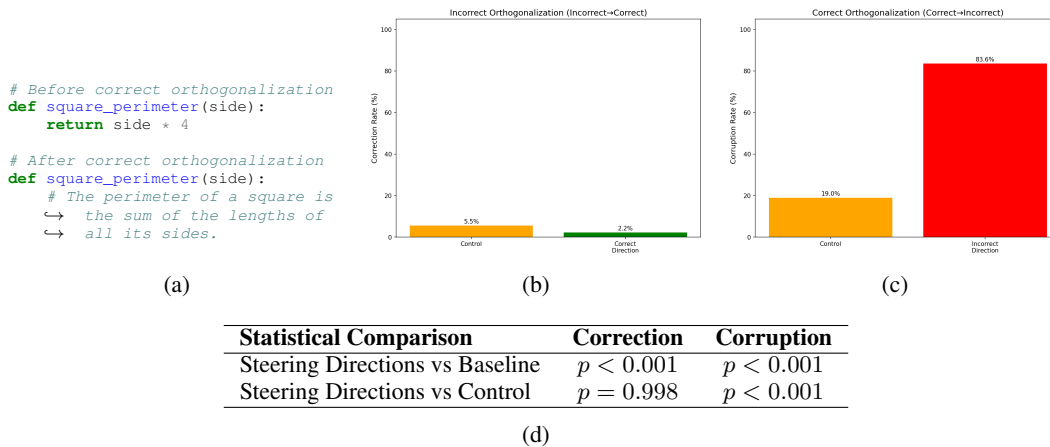 # Before correct orthogonalization
def square_perimeter(side):
return side * 4
# After correct orthogonalization
def square_perimeter(side):
# The perimeter of a square is
↪ the sum of the lengths of
↪ all its sides.
(a)
Incorrect Orthogonalization (Incorrect→Correct)
Correction Rate (%)
100
80
60
40
20
0
5.5%
2.2%
Control
Correct
Direction
(b)
Correct Orthogonalization (Correct→Incorrect)
Corruption Rate (%)
100
80
60
40
20
0
19.0%
83.6%
Control
Incorrect
Direction
(c)
Statistical Comparison Correction Corruption
Steering Directions vs Baseline p < 0.001 p < 0.001
Steering Directions vs Control p = 0.998 p < 0.001
(d)